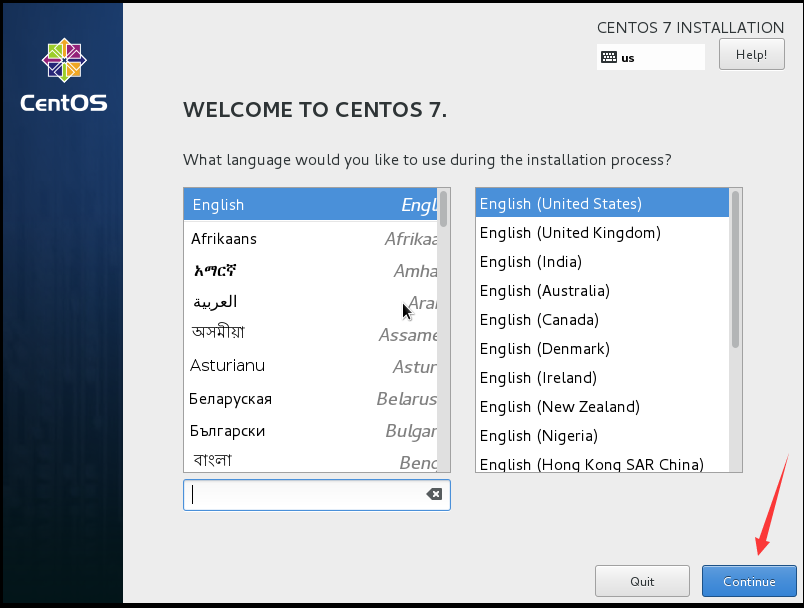 CentOS
CENTOS 7 INSTALLATION
us
Help!
WELCOME TO CENTOS 7.
What language would you like to use during the installation process?
English Engl
Afrikaans Afrikaa
አማርኛ Amha
العربية Ara
অসমীয়া Assame
Asturianu Astur
Беларуская Belarus
Български Bulgar
বাংলা Beng
English (United States)
English (United Kingdom)
English (India)
English (Australia)
English (Canada)
English (Denmark)
English (Ireland)
English (New Zealand)
English (Nigeria)
English (Hong Kong SAR China)
Quit
Continue